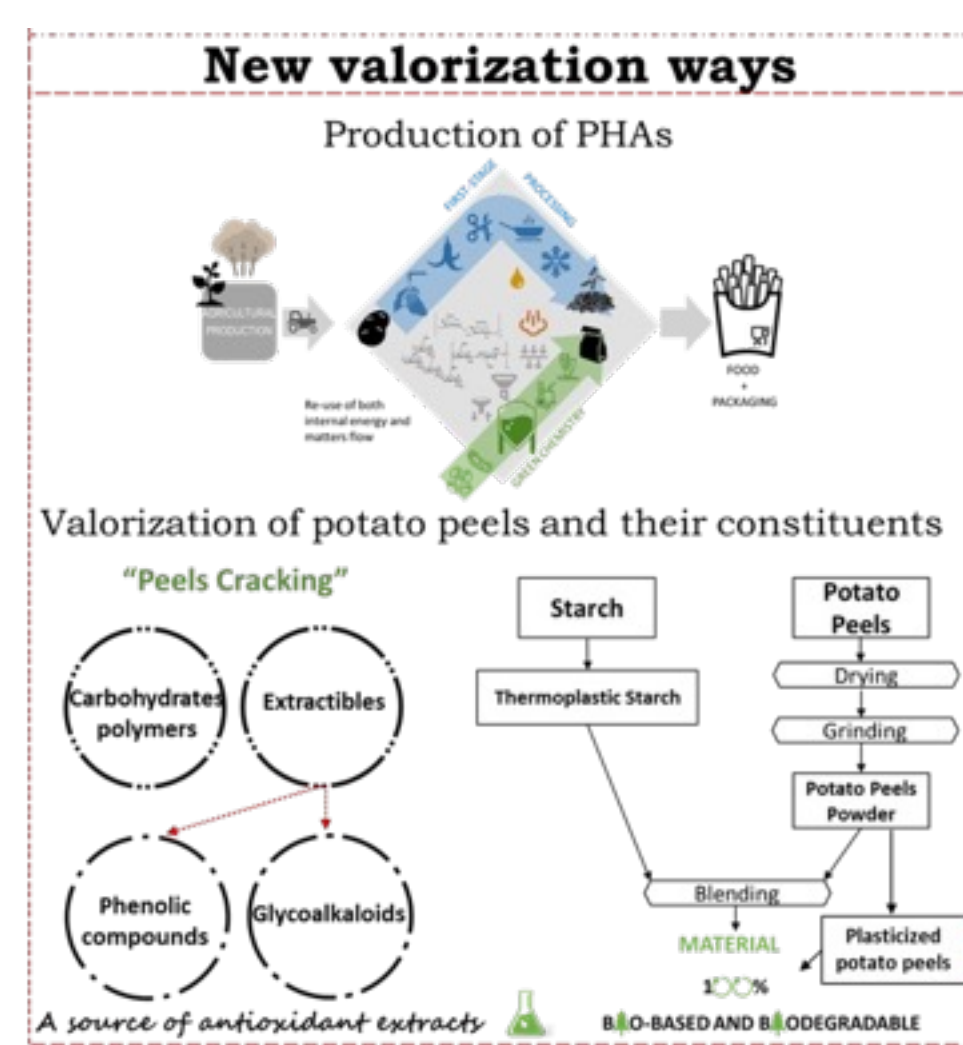 New valorization ways
Production of PHAs
FIRST-STAGE
PROCESSING
AGRICULTURAL
PRODUCTION
Re-use of both
internal energy and
matters flow
GREEN CHEMISTRY
FOOD
+
PACKAGING
Valorization of potato peels and their constituents
“Peels Cracking”
Carbohydrates
polymers
Extractibles
Phenolic
compounds
Glycoalkaloids
A source of antioxidant extracts
Starch
Thermoplastic Starch
Potato
Peels
Drying
Grinding
Potato Peels
Powder
Blending
Plasticized
potato peels
MATERIAL
100%
BIO-BASED AND BIODEGRADABLE